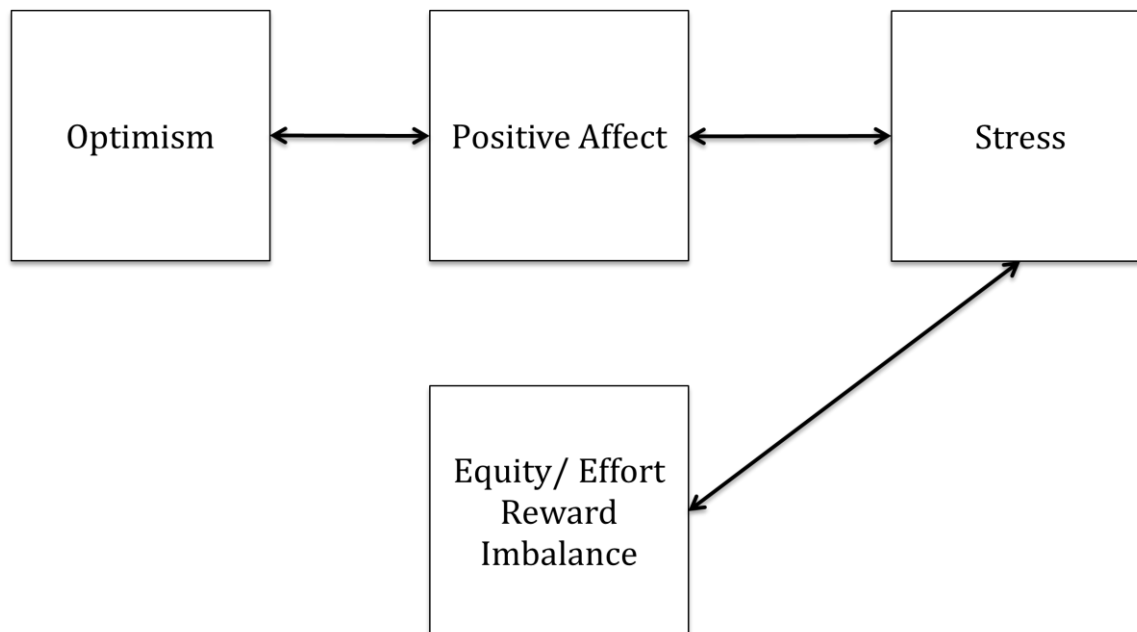 Optimism
Positive Affect
Stress
Equity/ Effort
Reward
Imbalance